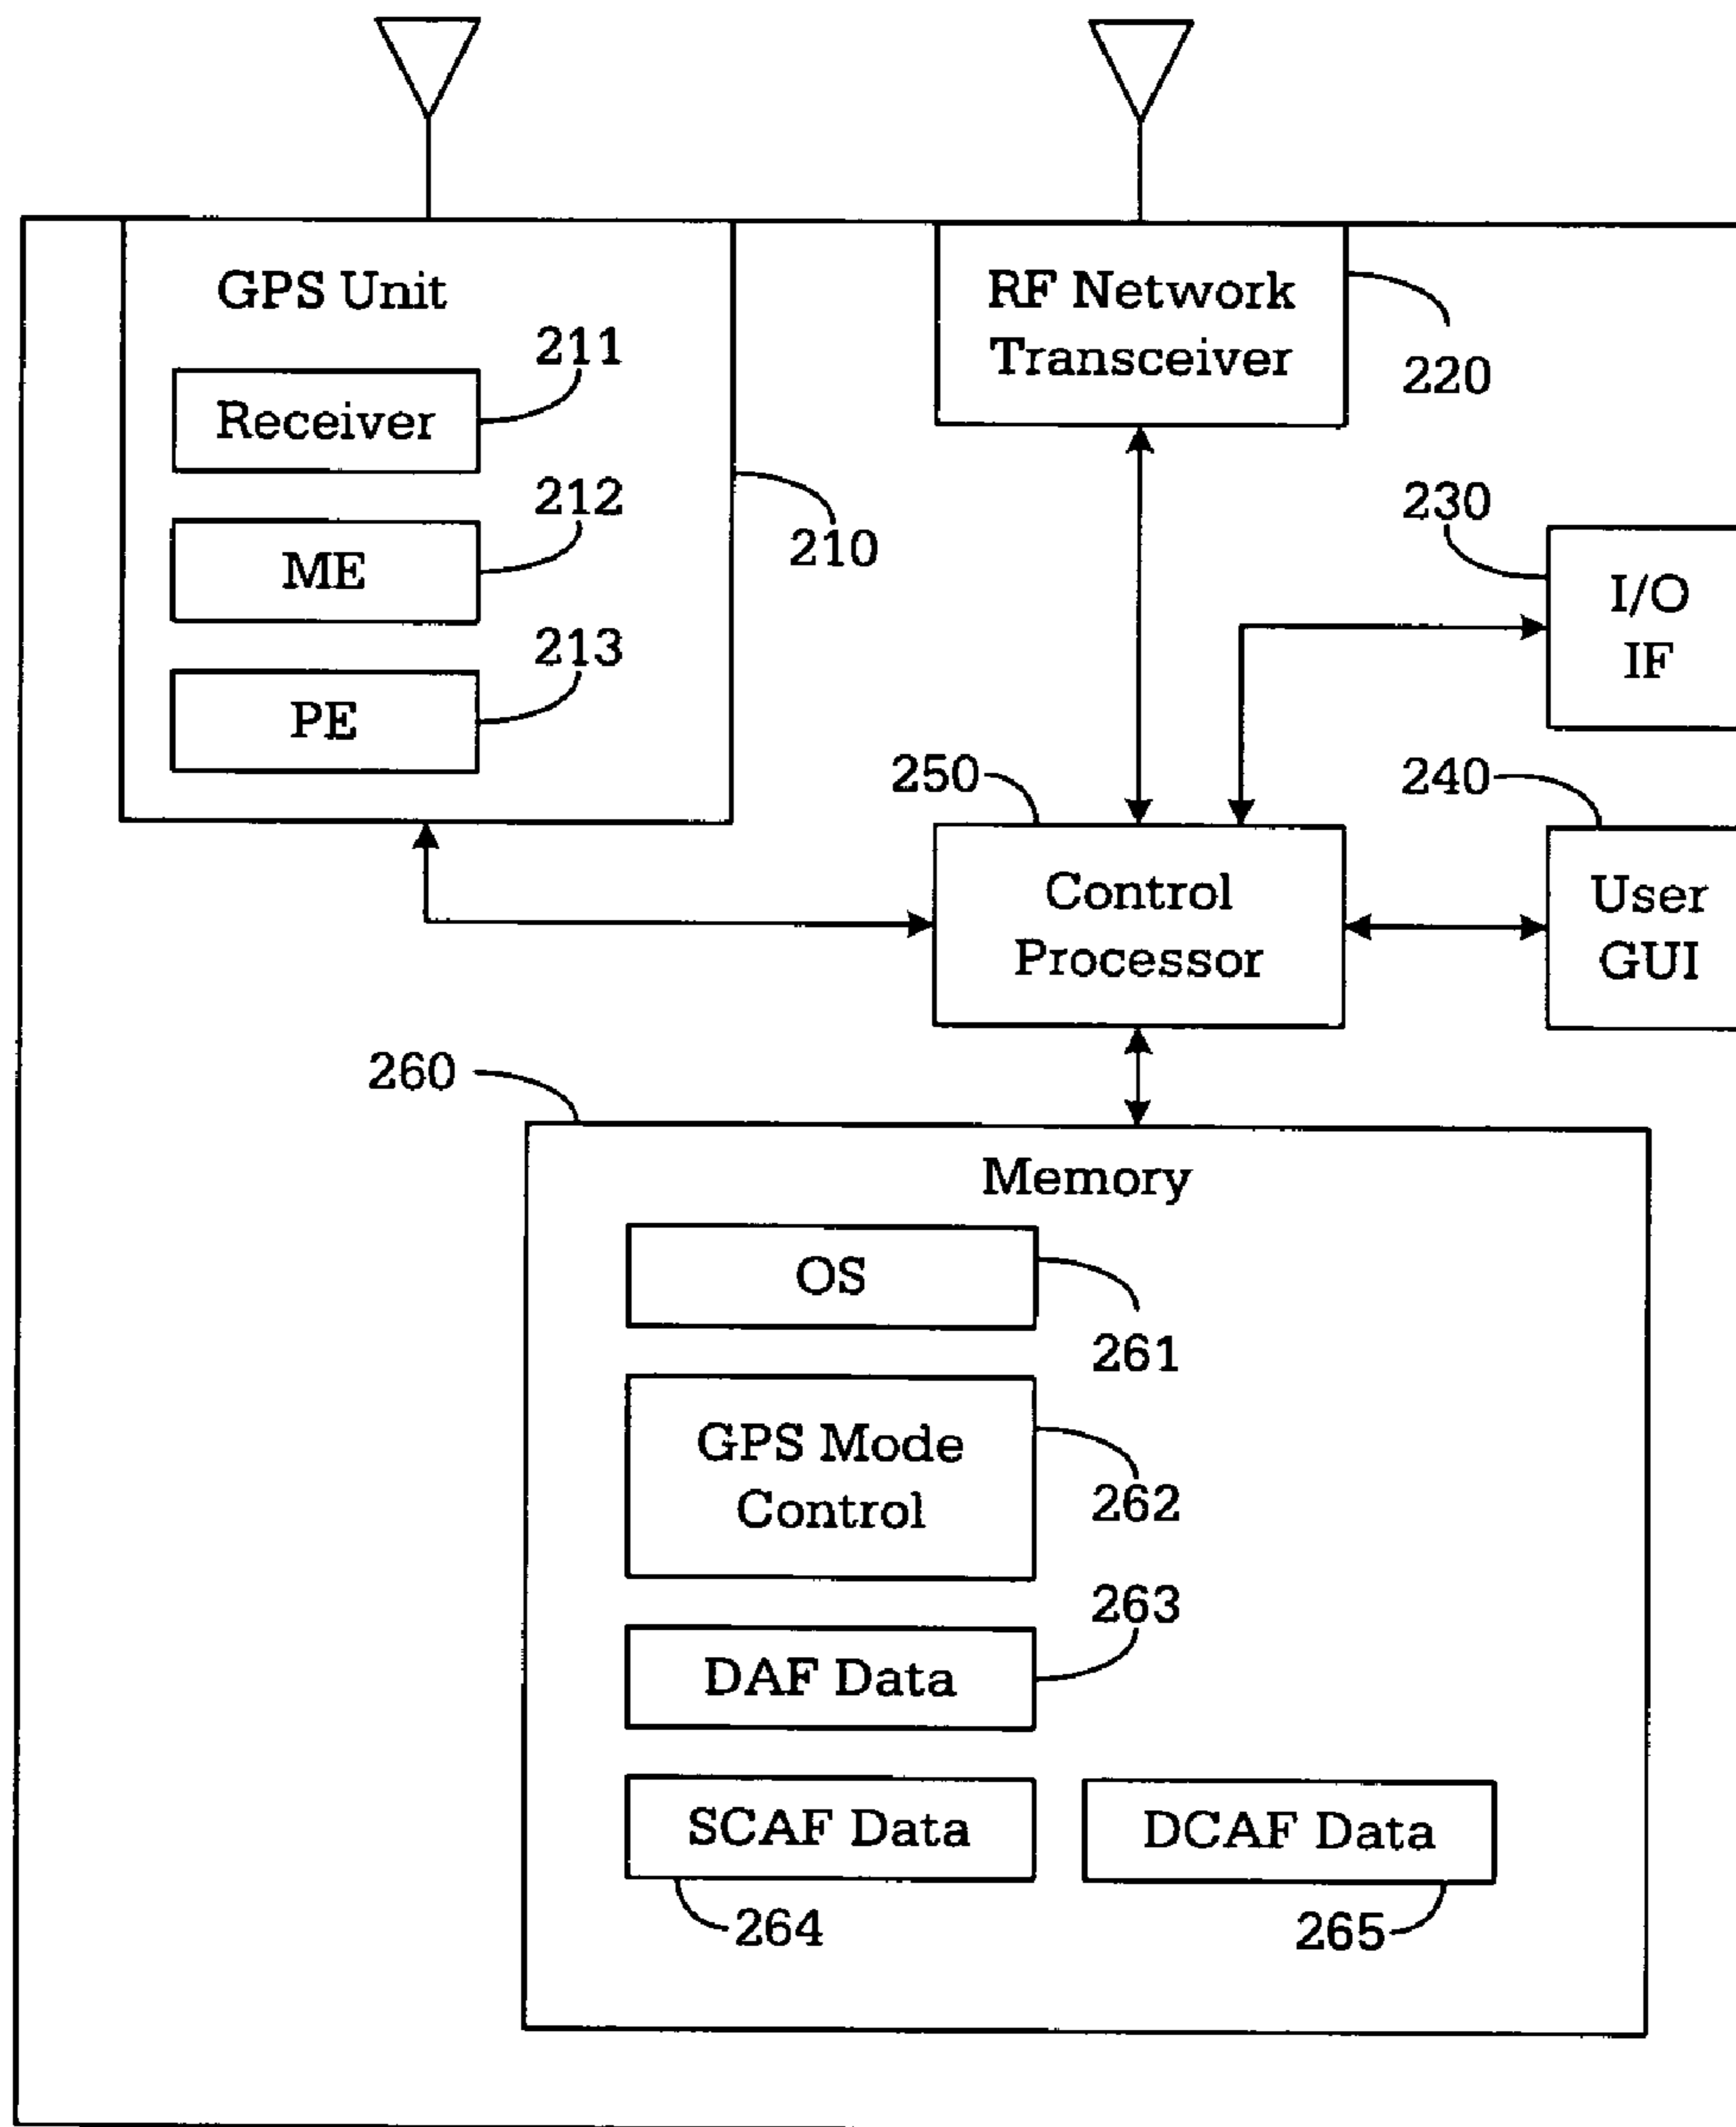 GPS Unit
211
Receiver
212
ME
213
PE
210
RF Network
Transceiver
220
230
I/O
IF
250
240
Control
Processor
User
GUI
260
Memory
OS
261
GPS Mode
Control
262
263
DAF Data
SCAF Data
DCAF Data
264
265